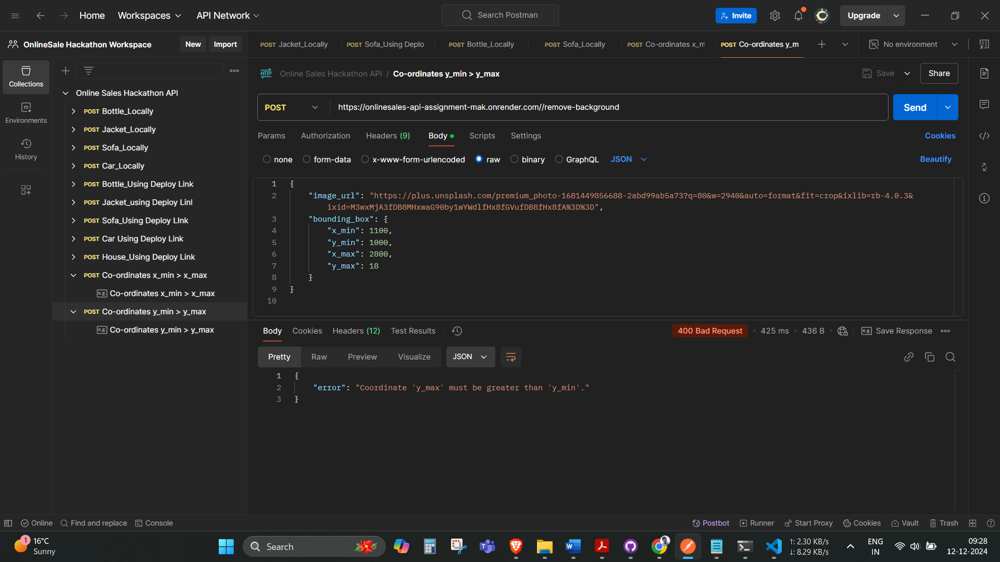 Home Workspaces API Network Search Postman Invite Upgrade
OnlineSale Hackathon Workspace New Import
POST Jacket_Locally POST Sofa_Using Deplo POST Bottle_Locally POST Sofa_Locally POST Co-ordinates x_m POST Co-ordinates y_m No environment
Collections
Environments
History
Online Sales Hackathon API
POST Bottle_Locally
POST Jacket_Locally
POST Sofa_Locally
POST Car_Locally
POST Bottle_Using Deploy Link
POST Jacket_using Deploy Linl
POST Sofa_Using Deploy LInk
POST Car Using Deploy Link
POST House_Using Deploy Link
POST Co-ordinates x_min > x_max
e.g. Co-ordinates x_min > x_max
POST Co-ordinates y_min > y_max
e.g. Co-ordinates y_min > y_max
HTTP Online Sales Hackathon API / Co-ordinates y_min > y_max Save Share
POST https://onlinesales-api-assignment-mak.onrender.com//remove-background Send
Params Authorization Headers (9) Body Scripts Settings Cookies
none form-data x-www-form-urlencoded raw binary GraphQL JSON Beautify
1 {
2 "image_url": "https://plus.unsplash.com/premium_photo-1681449856688-2abd99ab5a73?q=80&w=2940&auto=format&fit=crop&ixlib=rb-4.0.3&
ixid=M3wxMjA3fDB8MHxwaG90by1wYWdlfHx8fGVufDB8fHx8fA%3D%3D",
3 "bounding_box": {
4 "x_min": 1100,
5 "y_min": 1000,
6 "x_max": 2800,
7 "y_max": 18
8 }
9 }
10
Body Cookies Headers (12) Test Results 400 Bad Request 425 ms 436 B e.g. Save Response
Pretty Raw Preview Visualize JSON
1 {
2 "error": "Coordinate 'y_max' must be greater than 'y_min'."
3 }
Online Find and replace Console Postbot Runner Start Proxy Cookies Vault Trash
1 16°C
Sunny
Search
↑: 2.30 KB/s
↓: 8.29 KB/s
ENG
IN
09:28
12-12-2024